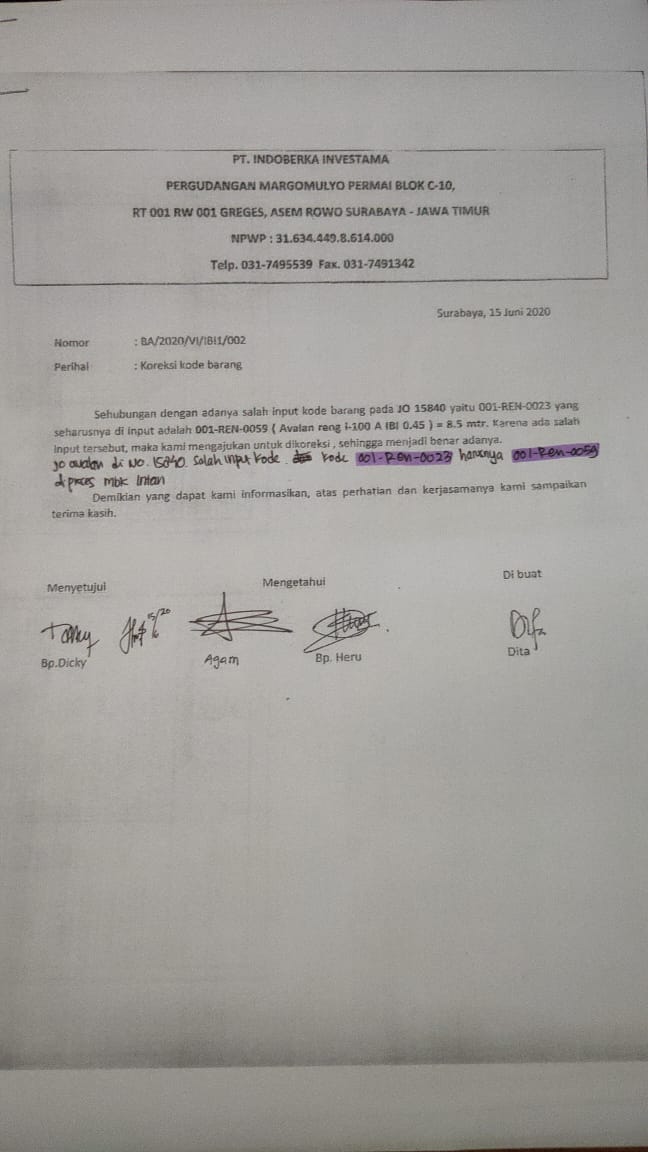 PT. INDOBERKA INVESTAMA
PERGUDANGAN MARGOMULYO PERMAI BLOK C-10,
RT 001 RW 001 GREGES, ASEM ROWO SURABAYA - JAWA TIMUR
NPWP : 31.634.449.8.614.000
Telp. 031-7495539 Fax. 031-7491342
Surabaya, 15 Juni 2020
Nomor : BA/2020/VI/IBI1/002
Perihal : Koreksi kode barang
Sehubungan dengan adanya salah input kode barang pada JO 15840 yaitu 001-REN-0023 yang
seharusnya di input adalah 001-REN-0059 ( Avalan reng i-100 A IBI 0.45 ) = 8.5 mtr. Karena ada salah
input tersebut, maka kami mengajukan untuk dikoreksi , sehingga menjadi benar adanya.
JO avalan di NO. 15840 salah input kode. kode 001-Ren-0023 harusnya 001-Ren-0059
diproces mbk Intan
Demikian yang dapat kami informasikan, atas perhatian dan kerjasamanya kami sampaikan
terima kasih.
Menyetujui Mengetahui Di buat
15/20
Bp.Dicky Agam Bp. Heru Dita